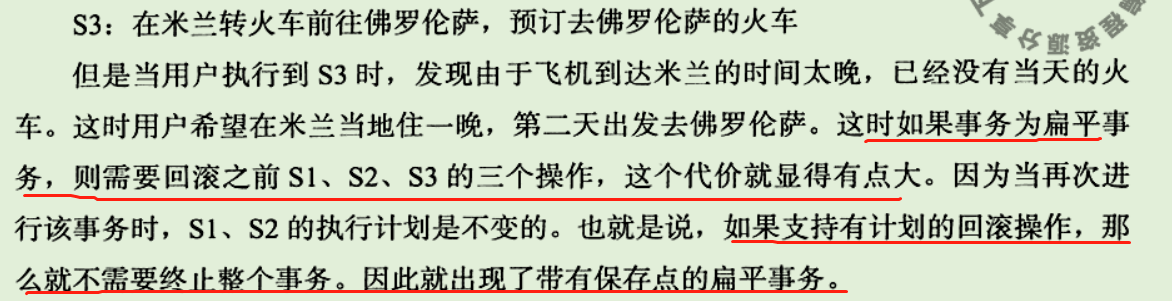 S3：在米兰转火车前往佛罗伦萨，预订去佛罗伦萨的火车
但是当用户执行到 S3 时，发现由于飞机到达米兰的时间太晚，已经没有当天的火
车。这时用户希望在米兰当地住一晚，第二天出发去佛罗伦萨。这时如果事务为扁平事
务，则需要回滚之前 S1、S2、S3 的三个操作，这个代价就显得有点大。因为当再次进
行该事务时，S1、S2 的执行计划是不变的。也就是说，如果支持有计划的回滚操作，那
么就不需要终止整个事务。因此就出现了带有保存点的扁平事务。
程资源分享